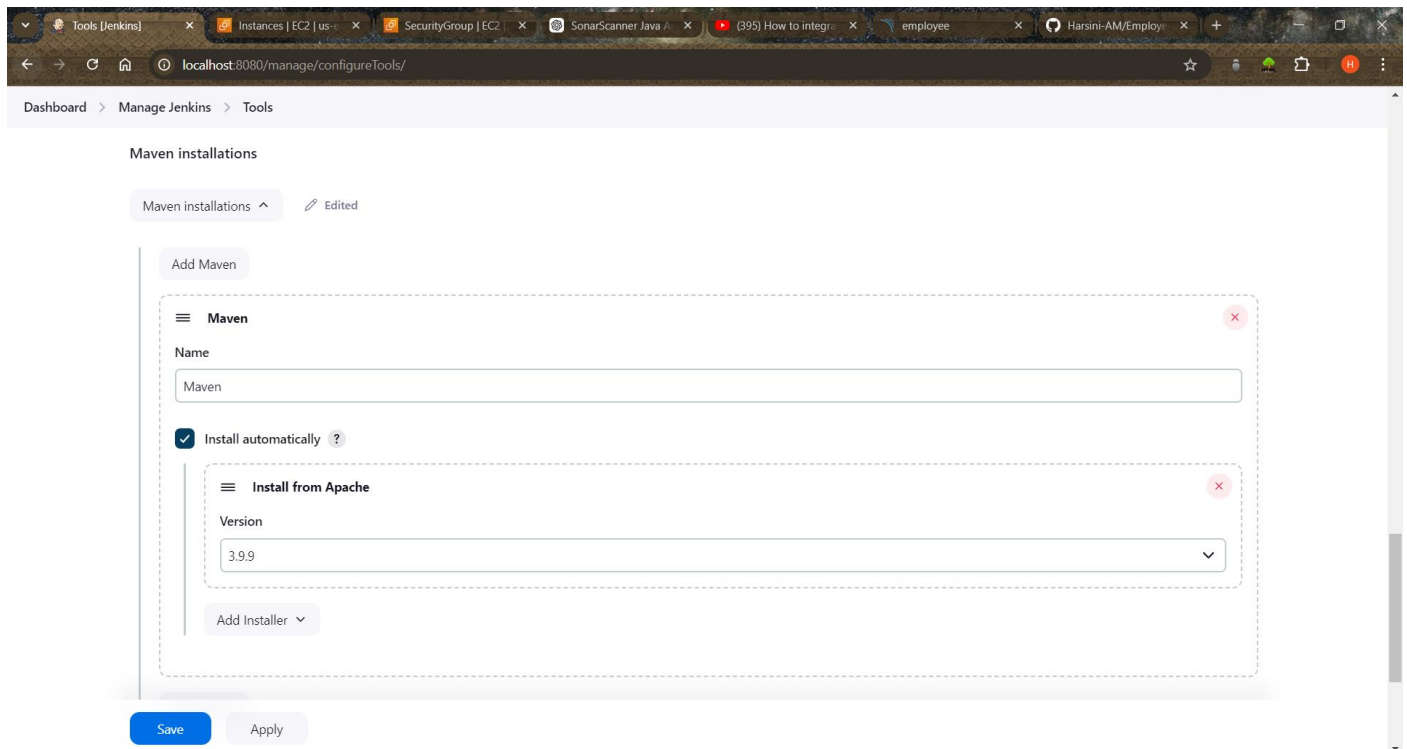 Tools [Jenkins]
Instances | EC2 | us-e
SecurityGroup | EC2 |
SonarScanner Java A
(395) How to integra
employee
Harsini-AM/Employe
localhost:8080/manage/configureTools/
H
Dashboard > Manage Jenkins > Tools
Maven installations
Maven installations
Edited
Add Maven
Maven
Name
Maven
Install automatically ?
Install from Apache
Version
3.9.9
Add Installer
Save
Apply